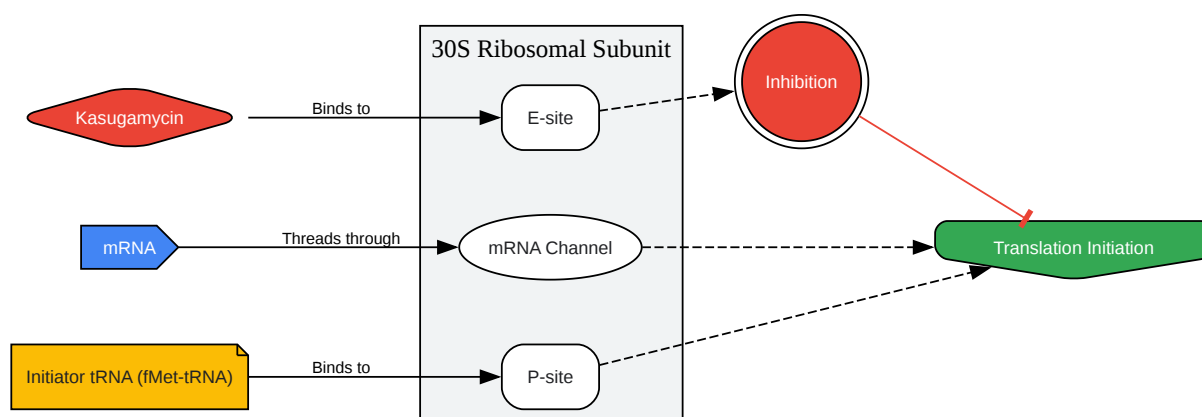 30S Ribosomal Subunit
Inhibition
Kasugamycin
Binds to
E-site
mRNA
Threads through
mRNA Channel
Translation Initiation
Initiator tRNA (fMet-tRNA)
Binds to
P-site